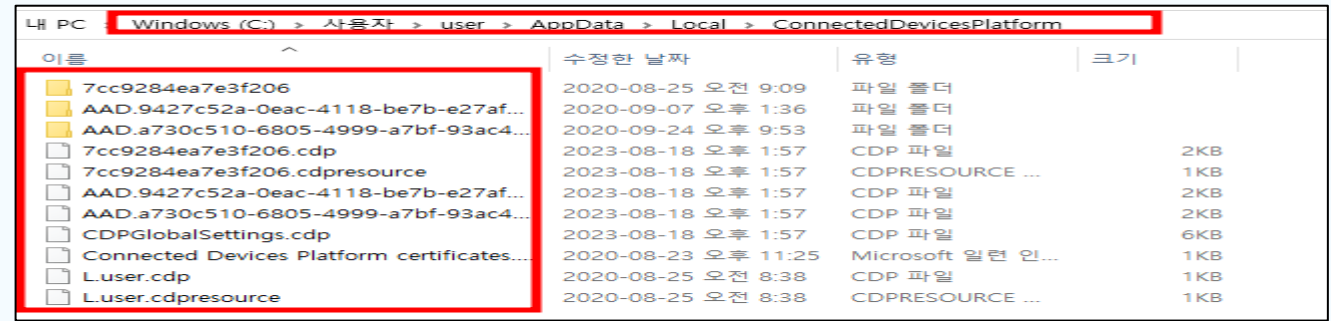 내 PC > Windows (C:) > 사용자 > user > AppData > Local > ConnectedDevicesPlatform
이름 수정한 날짜 유형 크기
7cc9284ea7e3f206 2020-08-25 오전 9:09 파일 폴더
AAD.9427c52a-0eac-4118-be7b-e27af... 2020-09-07 오후 1:36 파일 폴더
AAD.a730c510-6805-4999-a7bf-93ac4... 2020-09-24 오후 9:53 파일 폴더
7cc9284ea7e3f206.cdp 2023-08-18 오후 1:57 CDP 파일 2KB
7cc9284ea7e3f206.cdpresource 2023-08-18 오후 1:57 CDPRESOURCE ... 1KB
AAD.9427c52a-0eac-4118-be7b-e27af... 2023-08-18 오후 1:57 CDP 파일 2KB
AAD.a730c510-6805-4999-a7bf-93ac4... 2023-08-18 오후 1:57 CDP 파일 2KB
CDPGlobalSettings.cdp 2023-08-18 오후 1:57 CDP 파일 6KB
Connected Devices Platform certificates.... 2020-08-23 오후 11:25 Microsoft 일련 인... 1KB
L.user.cdp 2020-08-25 오전 8:38 CDP 파일 1KB
L.user.cdpresource 2020-08-25 오전 8:38 CDPRESOURCE ... 1KB